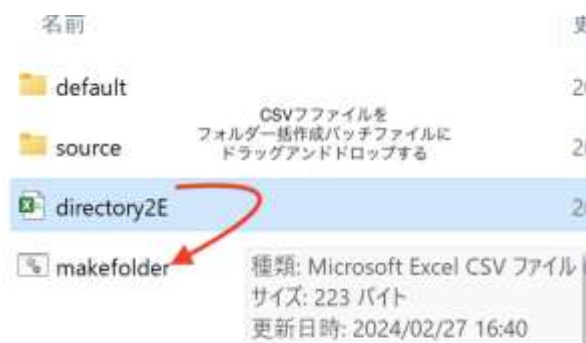 名前
default
CSVフファイルを
フォルダ一括作成バッチファイルに
ドラッグアンドドロップする
source
directory2E
makefolder
種類: Microsoft Excel CSV ファイル
サイズ: 223 バイト
更新日時: 2024/02/27 16:40